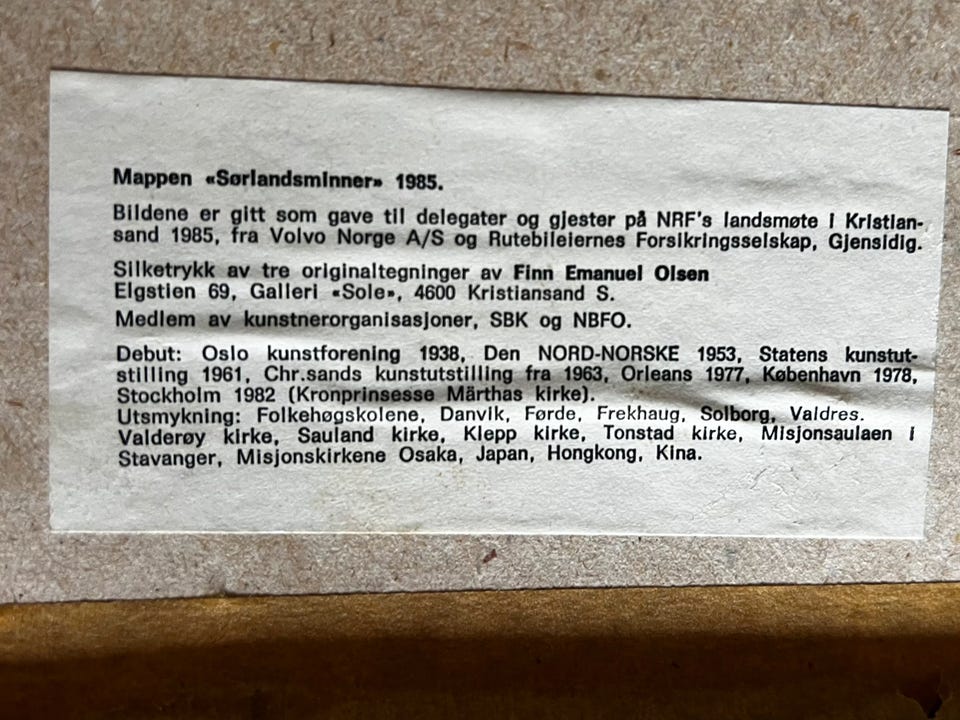 Mappen «Sørlandsminner» 1985.
Bildene er gitt som gave til delegater og gjester på NRF's landsmøte i Kristian-
sand 1985, fra Volvo Norge A/S og Rutebileiernes Forsikringsselskap, Gjensidig.
Silketrykk av tre originaltegninger av Finn Emanuel Olsen
Elgstien 69, Galleri «Sole», 4600 Kristiansand S.
Medlem av kunstnerorganisasjoner, SBK og NBFO.
Debut: Oslo kunstforening 1938, Den NORD-NORSKE 1953, Statens kunstut-
stilling 1961, Chr.sands kunstutstilling fra 1963, Orleans 1977, København 1978,
Stockholm 1982 (Kronprinsesse Märthas kirke).
Utsmykning: Folkehøgskolene, Danvik, Førde, Frekhaug, Solborg, Valdres.
Valderøy kirke, Sauland kirke, Klepp kirke, Tonstad kirke, Misjonsaulaen i
Stavanger, Misjonskirkene Osaka, Japan, Hongkong, Kina.